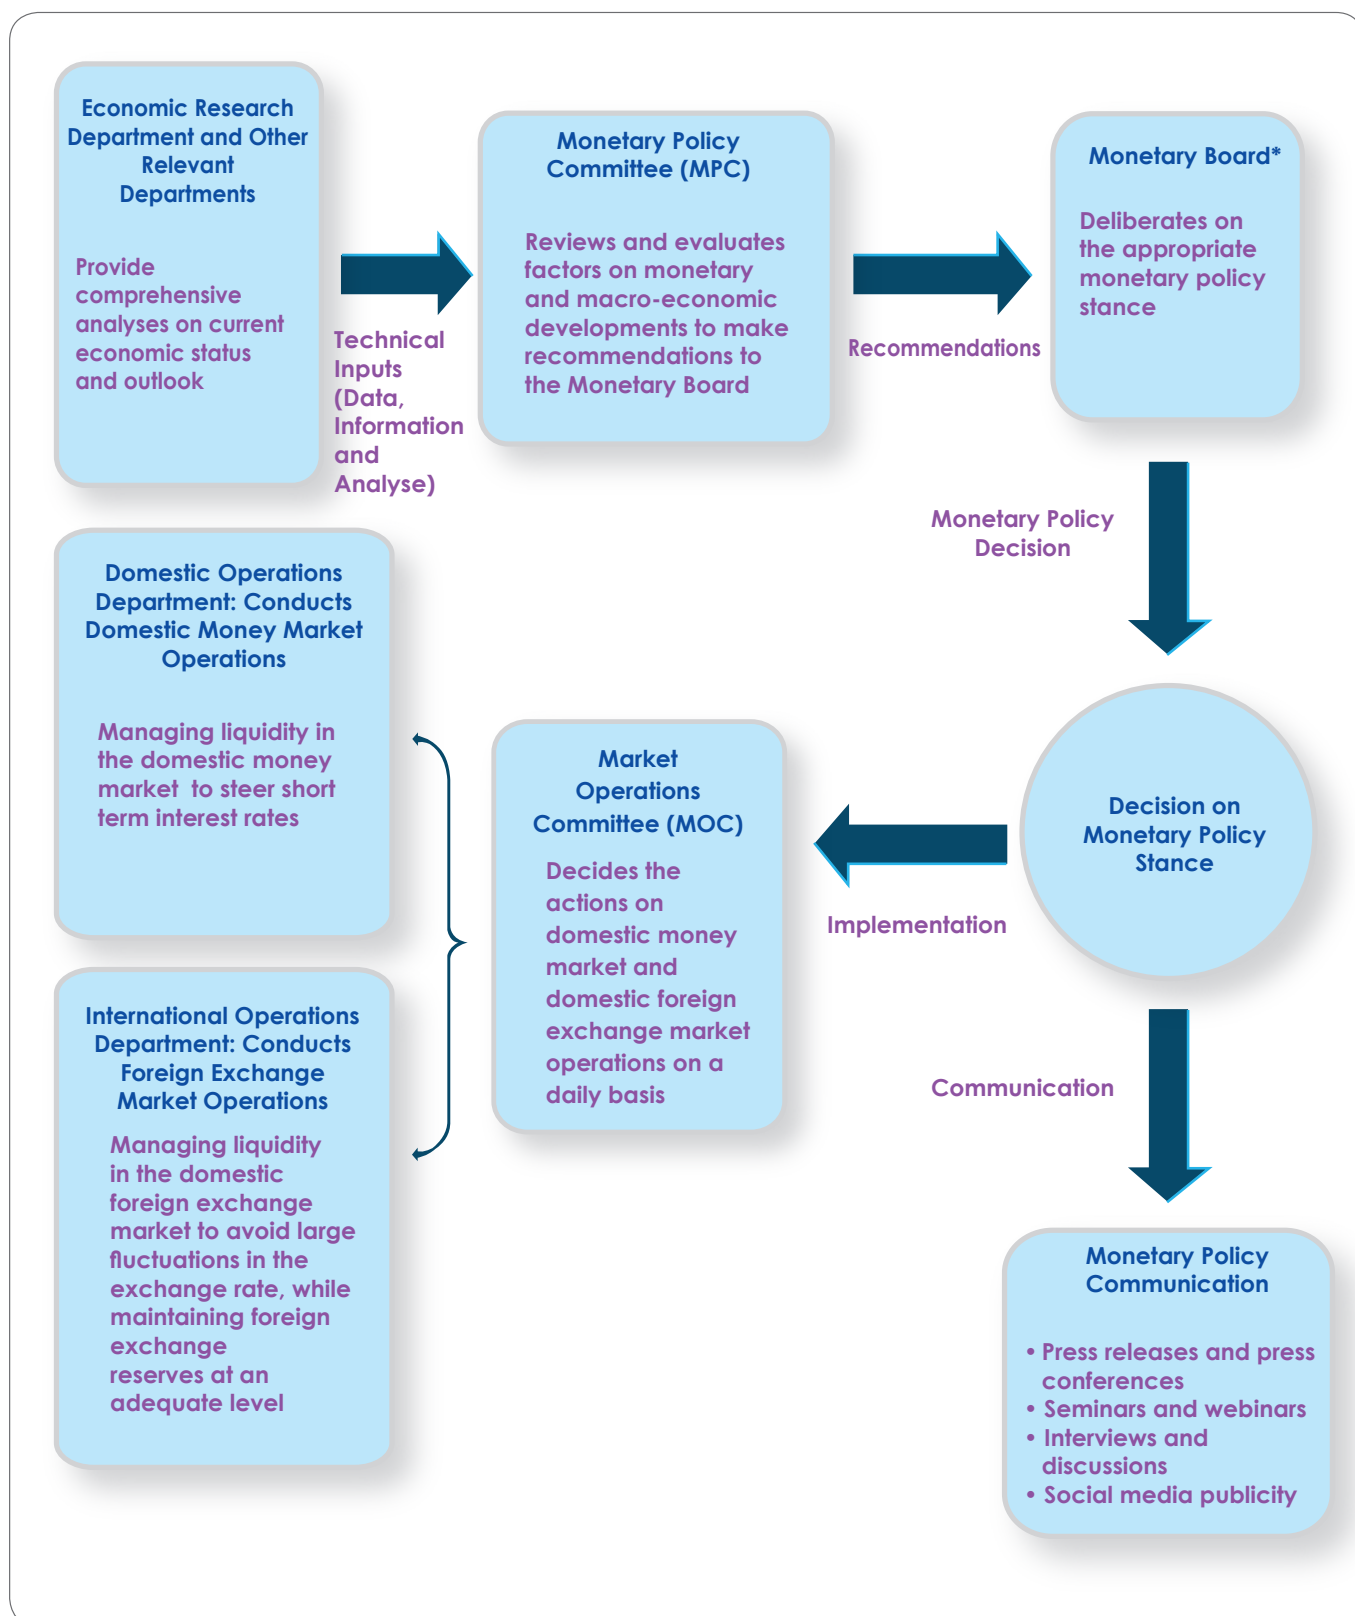 Economic Research
Department and Other
Relevant
Departments
Provide
comprehensive
analyses on current
economic status
and outlook
Technical
Inputs
(Data,
Information
and
Analyse)
Monetary Policy
Committee (MPC)
Reviews and evaluates
factors on monetary
and macro-economic
developments to make
recommendations to
the Monetary Board
Recommendations
Monetary Board*
Deliberates on
the appropriate
monetary policy
stance
Monetary Policy
Decision
Decision on
Monetary Policy
Stance
Implementation
Market
Operations
Committee (MOC)
Decides the
actions on
domestic money
market and
domestic foreign
exchange market
operations on a
daily basis
Domestic Operations
Department: Conducts
Domestic Money Market
Operations
Managing liquidity in
the domestic money
market to steer short
term interest rates
International Operations
Department: Conducts
Foreign Exchange
Market Operations
Managing liquidity
in the domestic
foreign exchange
market to avoid large
fluctuations in the
exchange rate, while
maintaining foreign
exchange
reserves at an
adequate level
Communication
Monetary Policy
Communication
• Press releases and press
conferences
• Seminars and webinars
• Interviews and
discussions
• Social media publicity